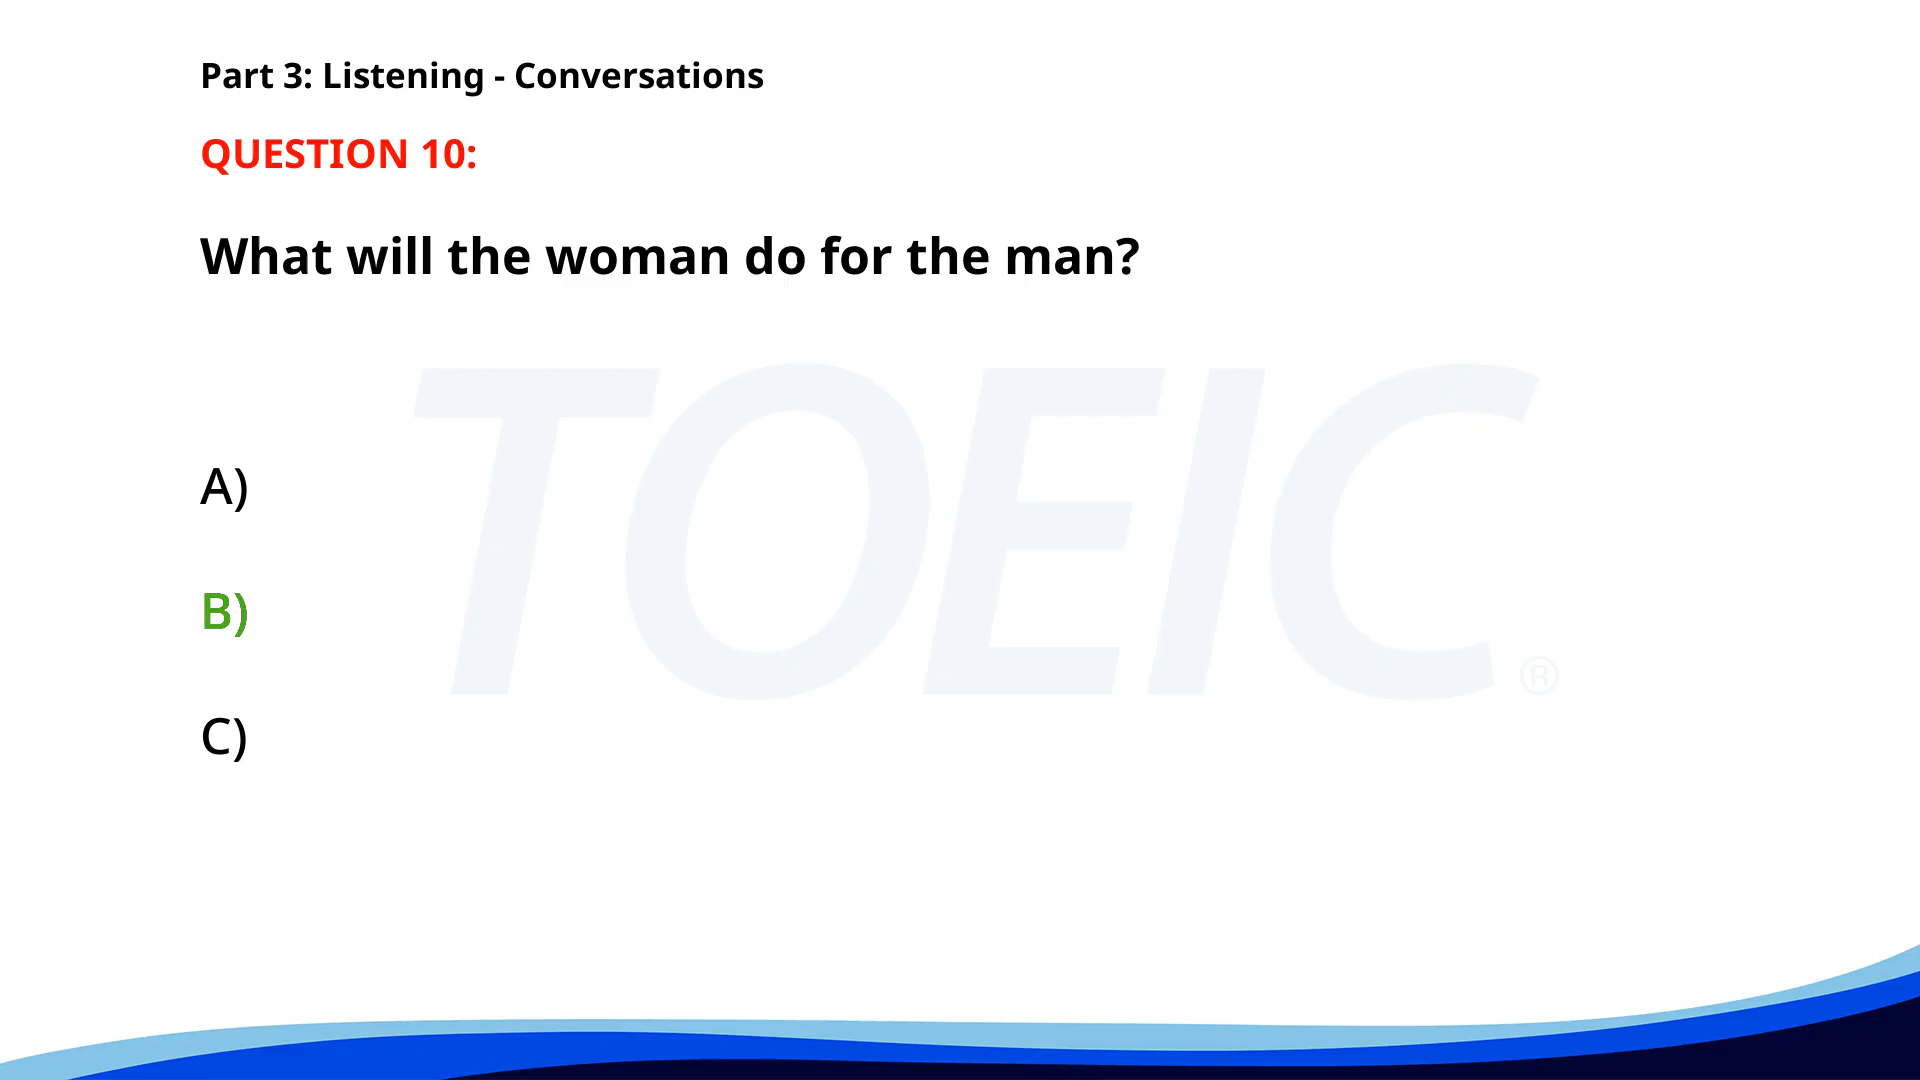 Part 3: Listening - Conversations
QUESTION 10:
What will the woman do for the man?
TOEIC®
A)
B)
C)